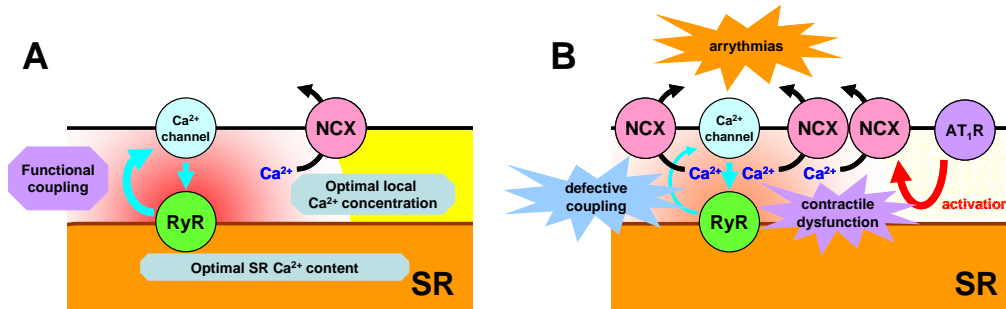 A
Ca²⁺
channel
NCX
Ca²⁺
Functional
coupling
Optimal local
Ca²⁺ concentration
RyR
Optimal SR Ca²⁺ content
SR
B
arrythmias
NCX
Ca²⁺
channel
NCX
NCX
AT₁R
Ca²⁺
Ca²⁺
Ca²⁺
defective
coupling
RyR
contractile
dysfunction
activation
SR